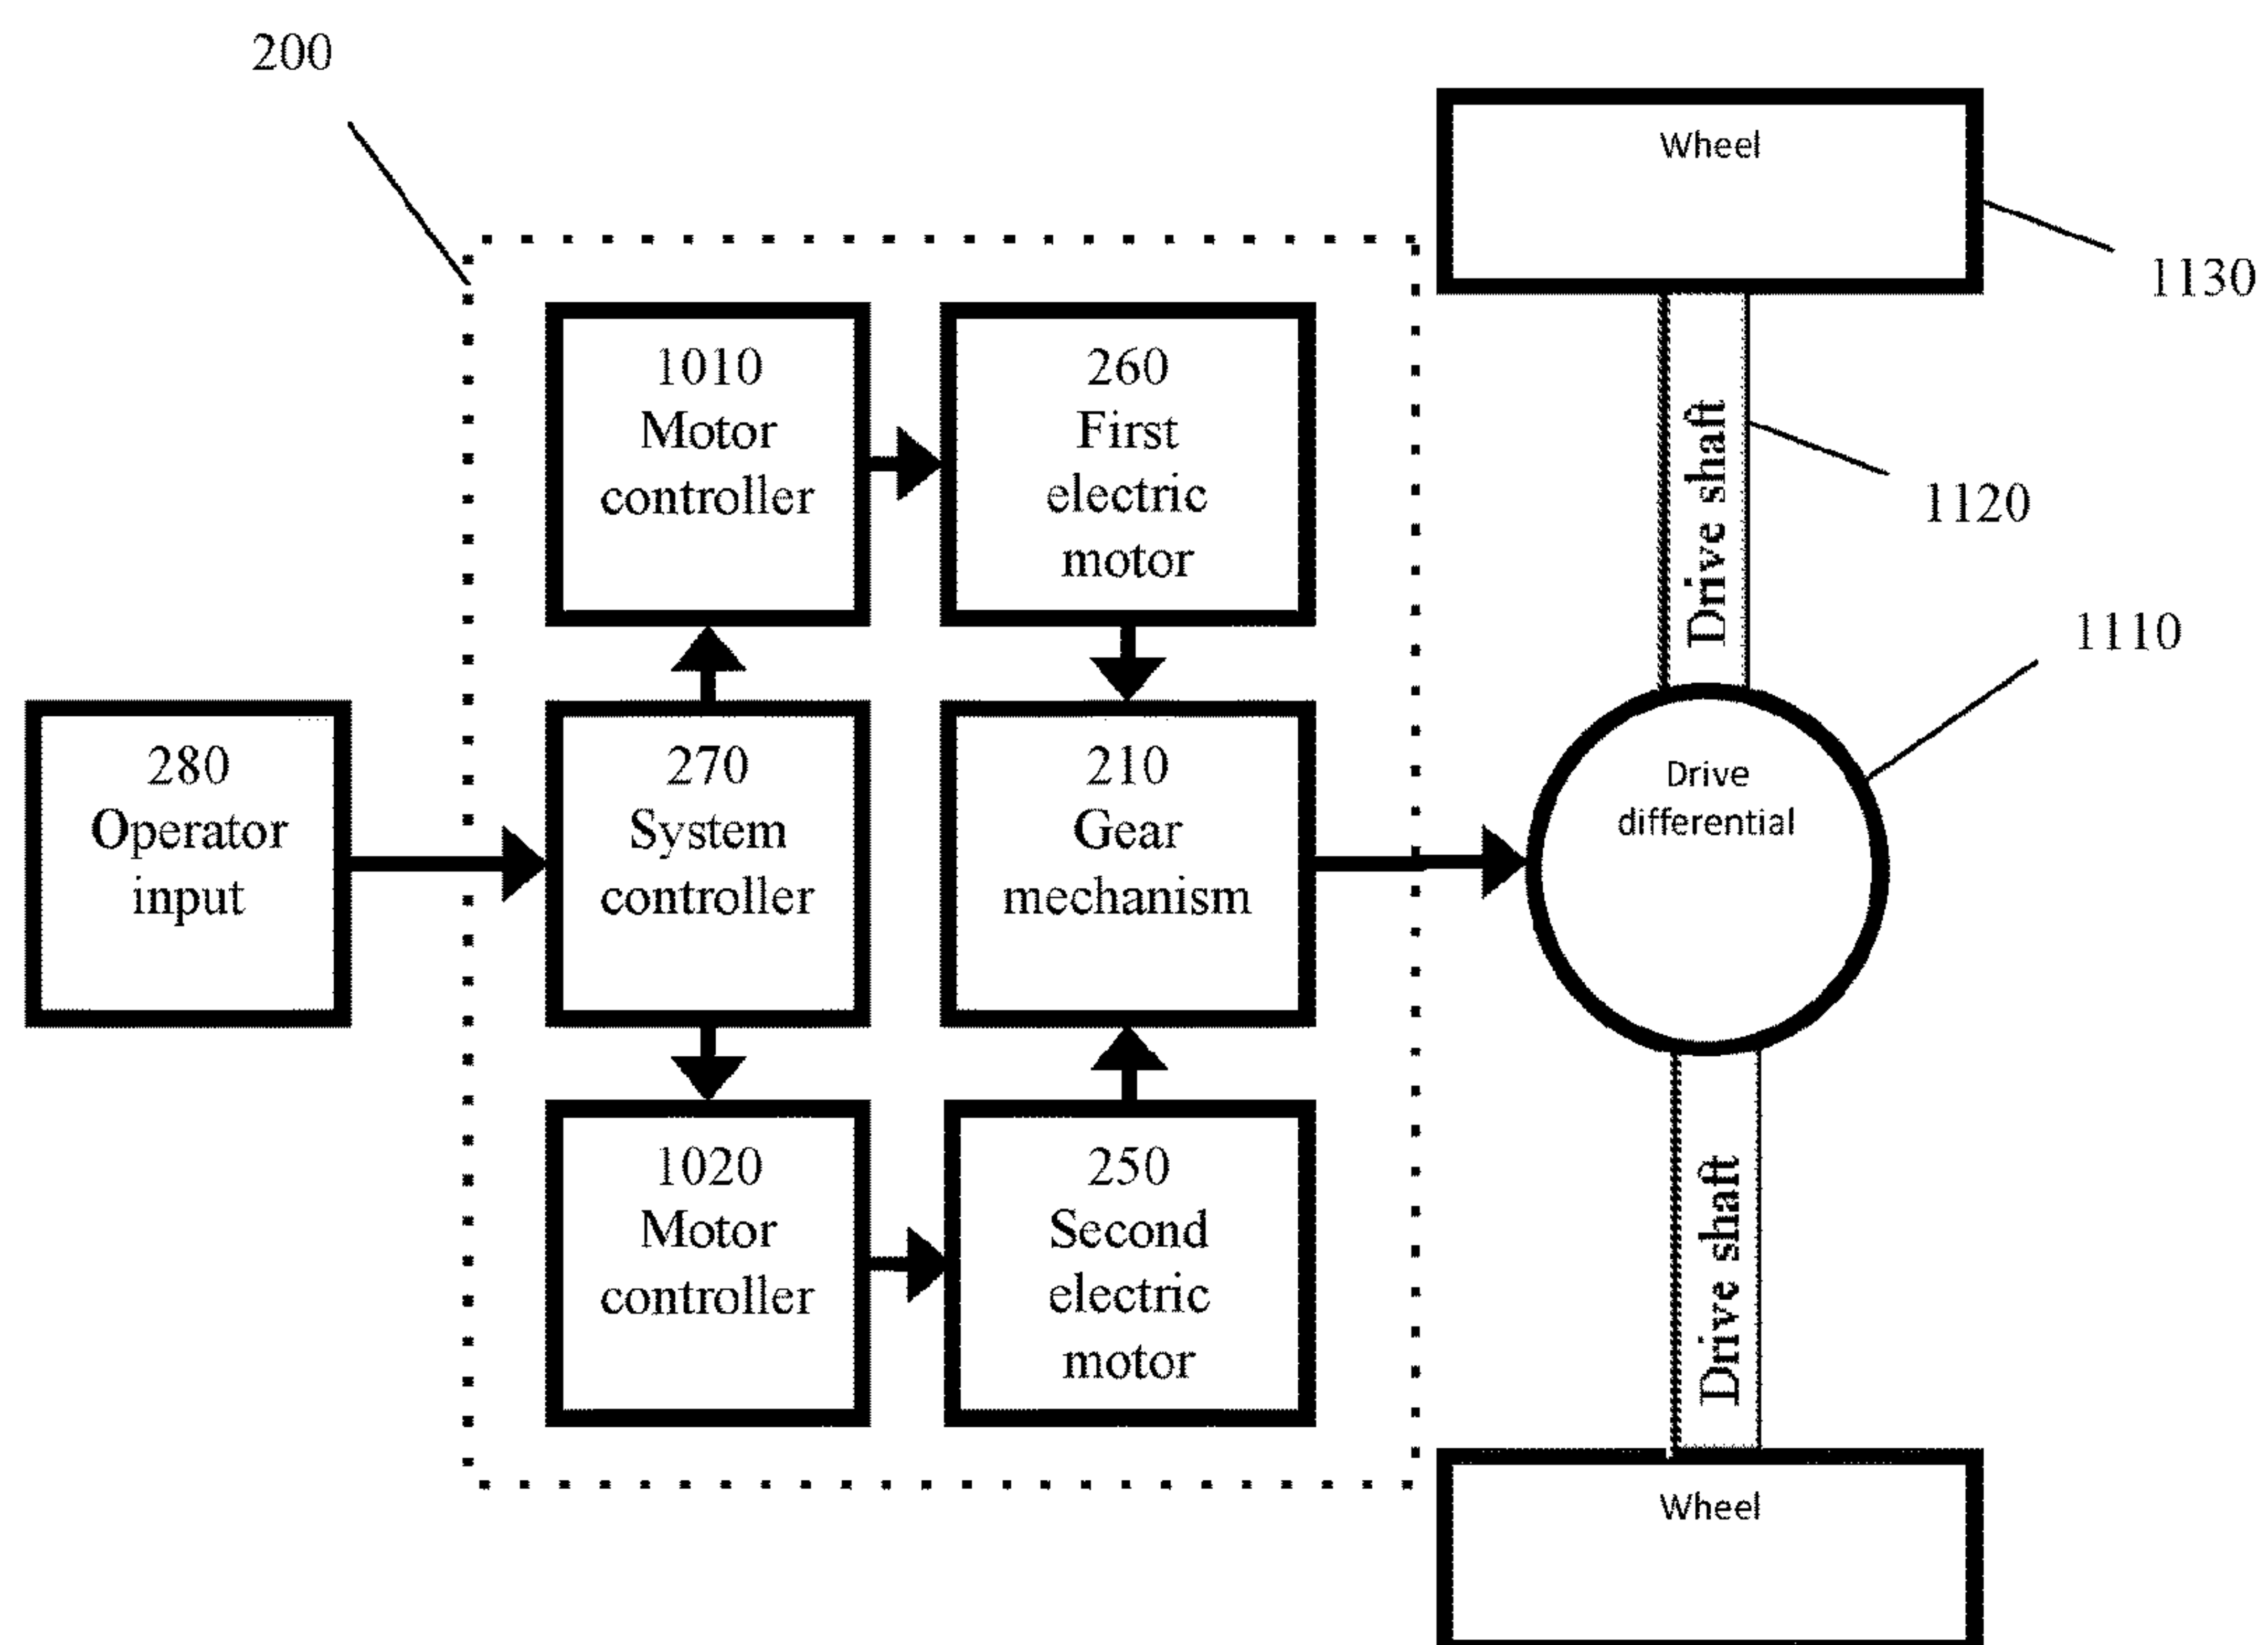 200
Wheel
1130
1010
Motor
controller
260
First
electric
motor
Drive shaft
1120
1110
280
Operator
input
270
System
controller
210
Gear
mechanism
Drive
differential
1020
Motor
controller
250
Second
electric
motor
Drive shaft
Wheel